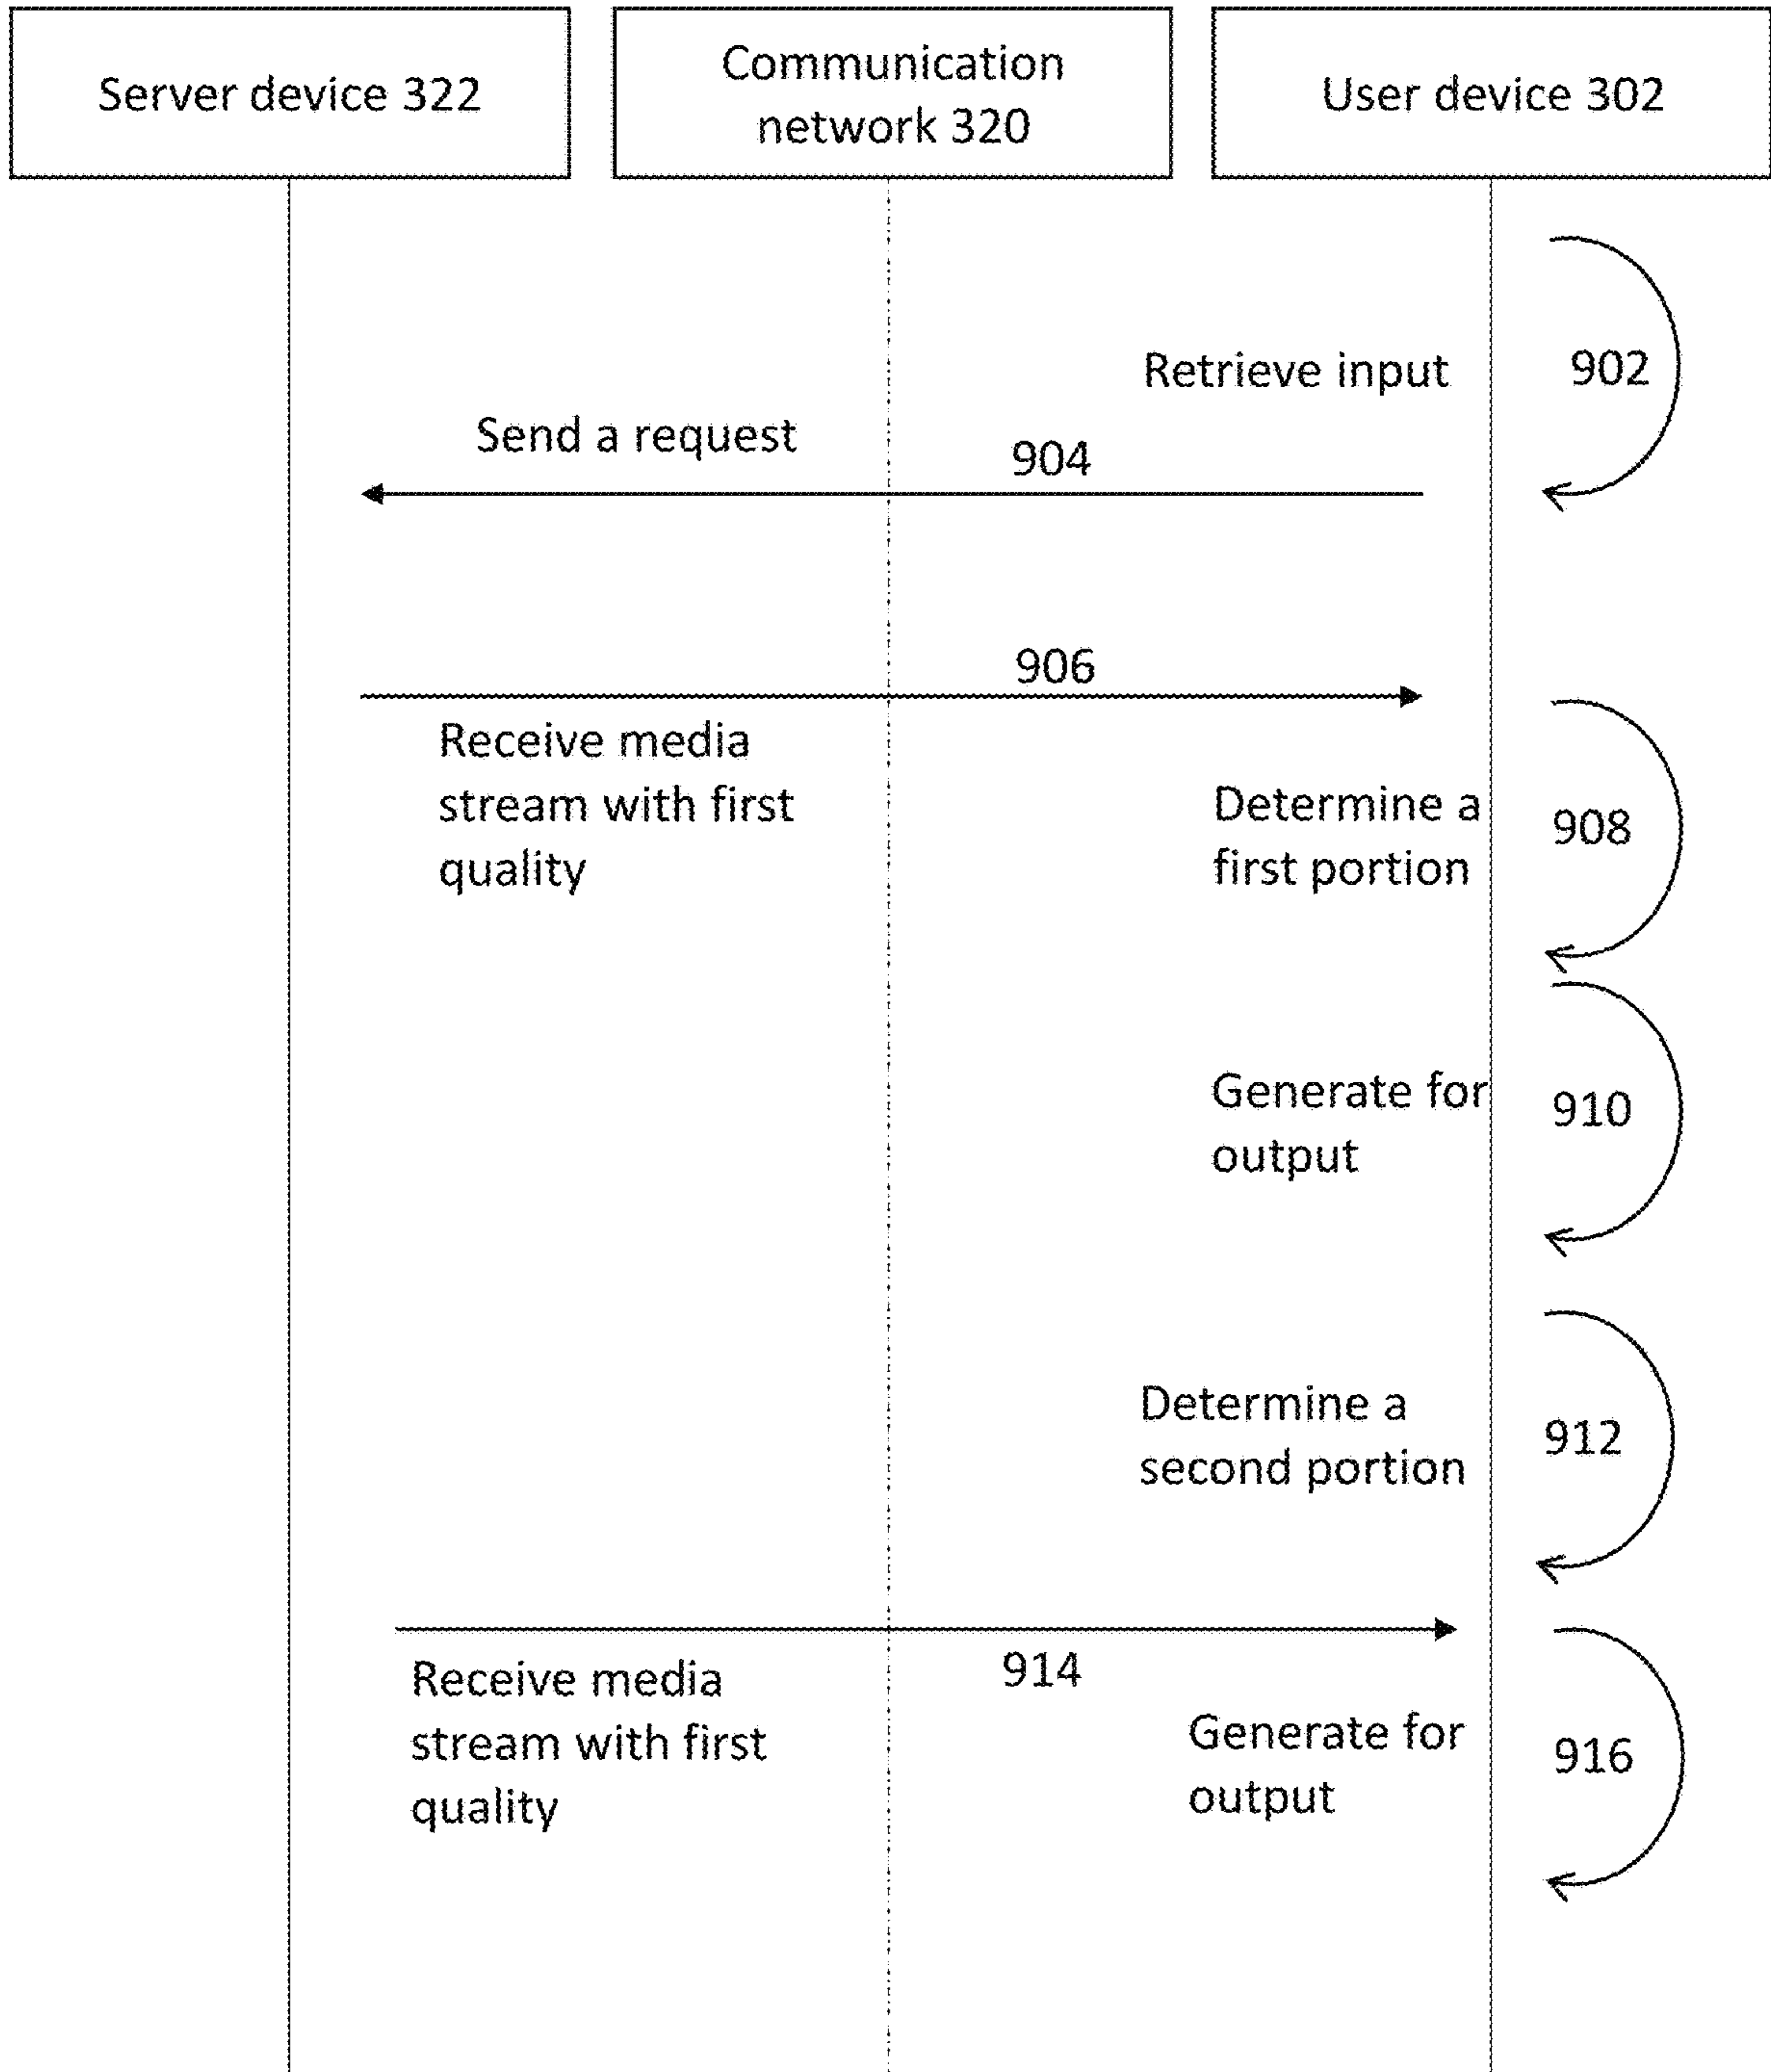 Server device 322
Communication
network 320
User device 302
Retrieve input
902
Send a request
904
906
Receive media
stream with first
quality
Determine a
first portion
908
Generate for
output
910
Determine a
second portion
912
914
Receive media
stream with first
quality
Generate for
output
916